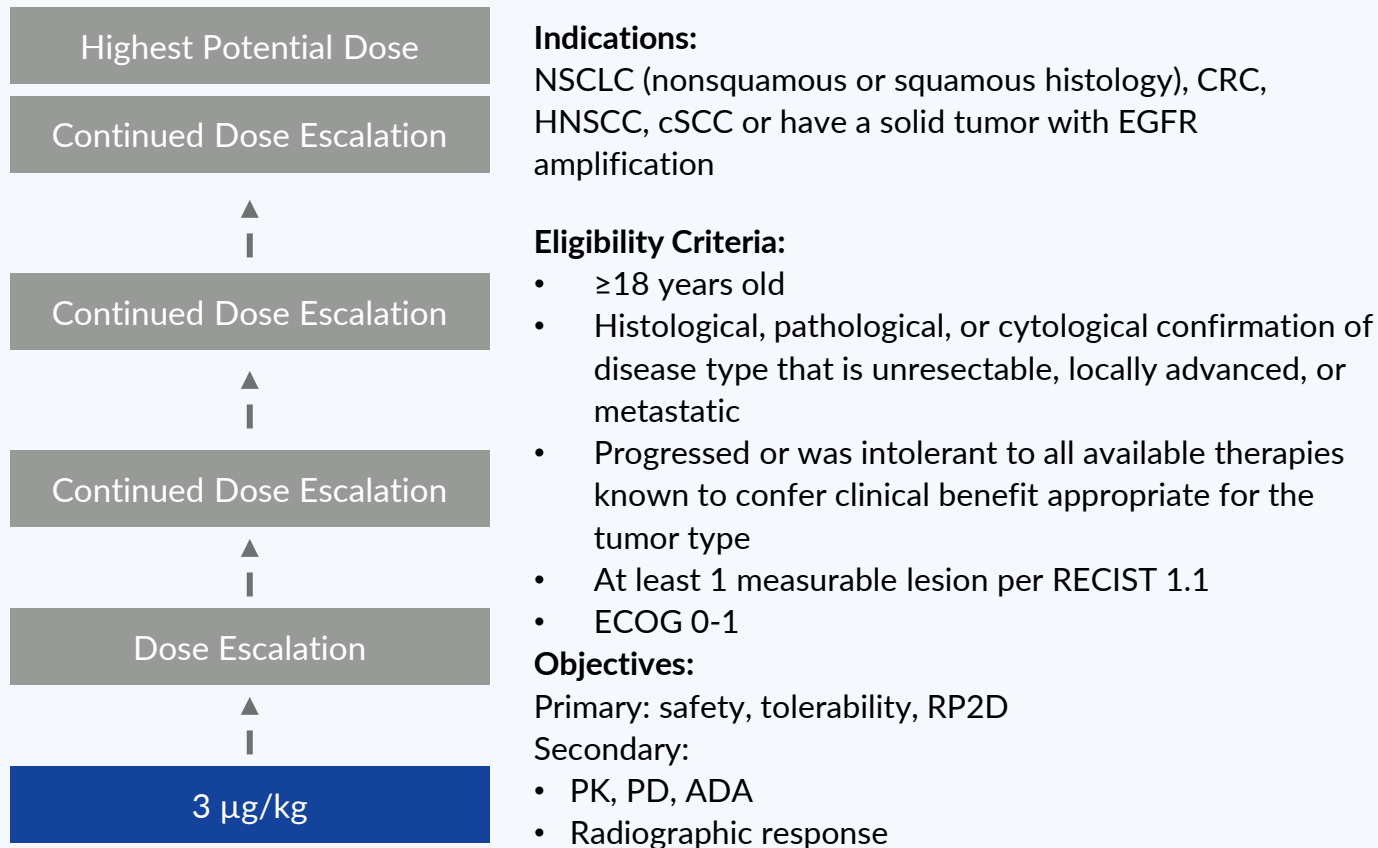 Highest Potential Dose
Continued Dose Escalation
Continued Dose Escalation
Continued Dose Escalation
Dose Escalation
3 µg/kg
Indications:
NSCLC (nonsquamous or squamous histology), CRC,
HNSCC, cSCC or have a solid tumor with EGFR
amplification
Eligibility Criteria:
• ≥18 years old
• Histological, pathological, or cytological confirmation of
disease type that is unresectable, locally advanced, or
metastatic
• Progressed or was intolerant to all available therapies
known to confer clinical benefit appropriate for the
tumor type
• At least 1 measurable lesion per RECIST 1.1
• ECOG 0-1
Objectives:
Primary: safety, tolerability, RP2D
Secondary:
• PK, PD, ADA
• Radiographic response